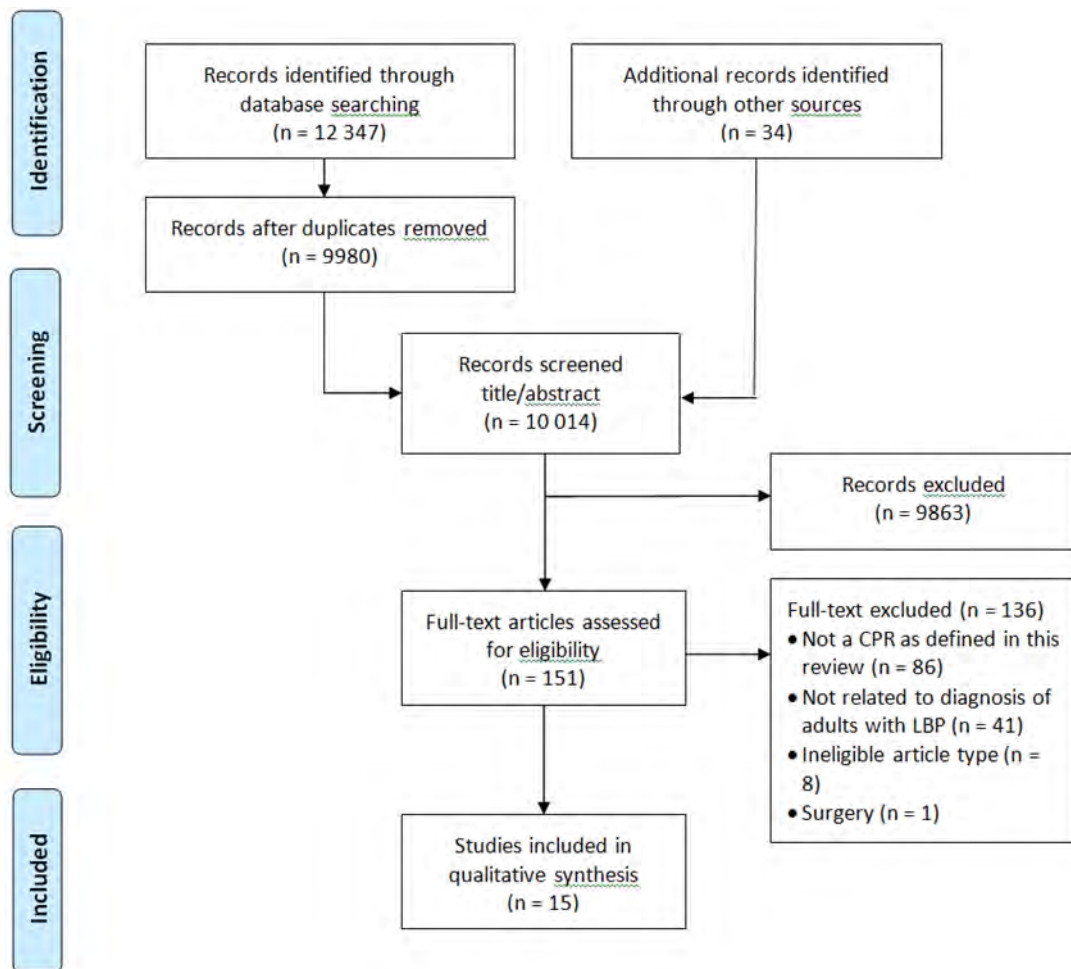 Identification
Records identified through
database searching
(n = 12 347)
Additional records identified
through other sources
(n = 34)
Records after duplicates removed
(n = 9980)
Screening
Records screened
title/abstract
(n = 10 014)
Records excluded
(n = 9863)
Eligibility
Full-text articles assessed
for eligibility
(n = 151)
Full-text excluded (n = 136)
• Not a CPR as defined in this
review (n = 86)
• Not related to diagnosis of
adults with LBP (n = 41)
• Ineligible article type (n =
8)
• Surgery (n = 1)
Included
Studies included in
qualitative synthesis
(n = 15)